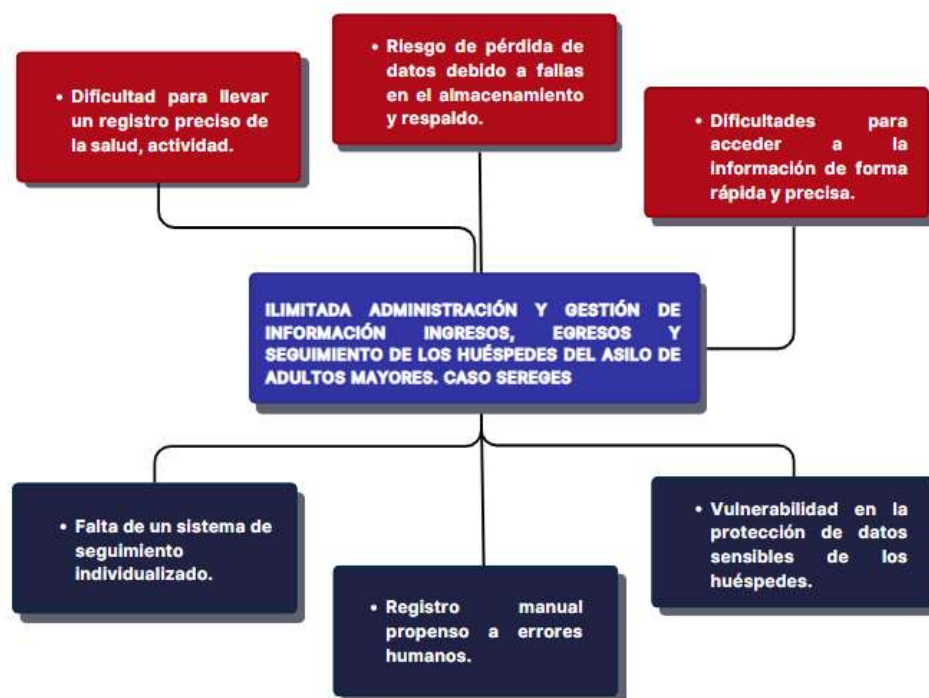 • Riesgo de pérdida de
datos debido a fallas
en el almacenamiento
y respaldo.
• Dificultad para llevar
un registro preciso de
la salud, actividad.
• Dificultades para
acceder a la
información de forma
rápida y precisa.
ILIMITADA ADMINISTRACIÓN Y GESTIÓN DE
INFORMACIÓN INGRESOS, EGRESOS Y
SEGUIMIENTO DE LOS HUÉSPEDES DEL ASILO DE
ADULTOS MAYORES. CASO SEREGES
• Falta de un sistema de
seguimiento
individualizado.
• Registro manual
propenso a errores
humanos.
• Vulnerabilidad en la
protección de datos
sensibles de los
huéspedes.